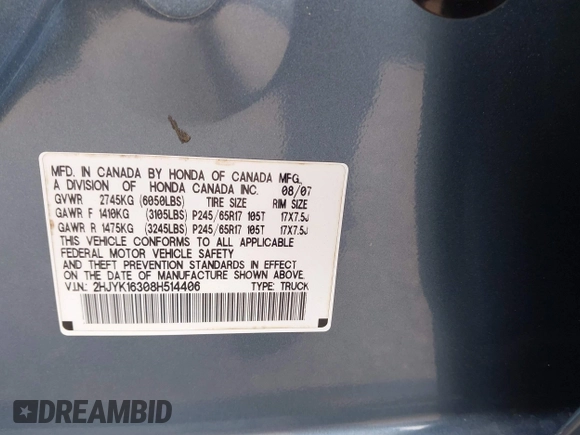 MFD. IN CANADA BY HONDA OF CANADA MFG.,
A DIVISION OF HONDA CANADA INC. 08/07
GVWR 2745KG (6050LBS) TIRE SIZE RIM SIZE
GAWR F 1410KG (3105LBS) P245/65R17 105T 17X7.5J
GAWR R 1475KG (3245LBS) P245/65R17 105T 17X7.5J
THIS VEHICLE CONFORMS TO ALL APPLICABLE
FEDERAL MOTOR VEHICLE SAFETY
AND THEFT PREVENTION STANDARDS IN EFFECT
ON THE DATE OF MANUFACTURE SHOWN ABOVE.
V.I.N.: 2HJYK16308H514406 TYPE: TRUCK
DREAMBID